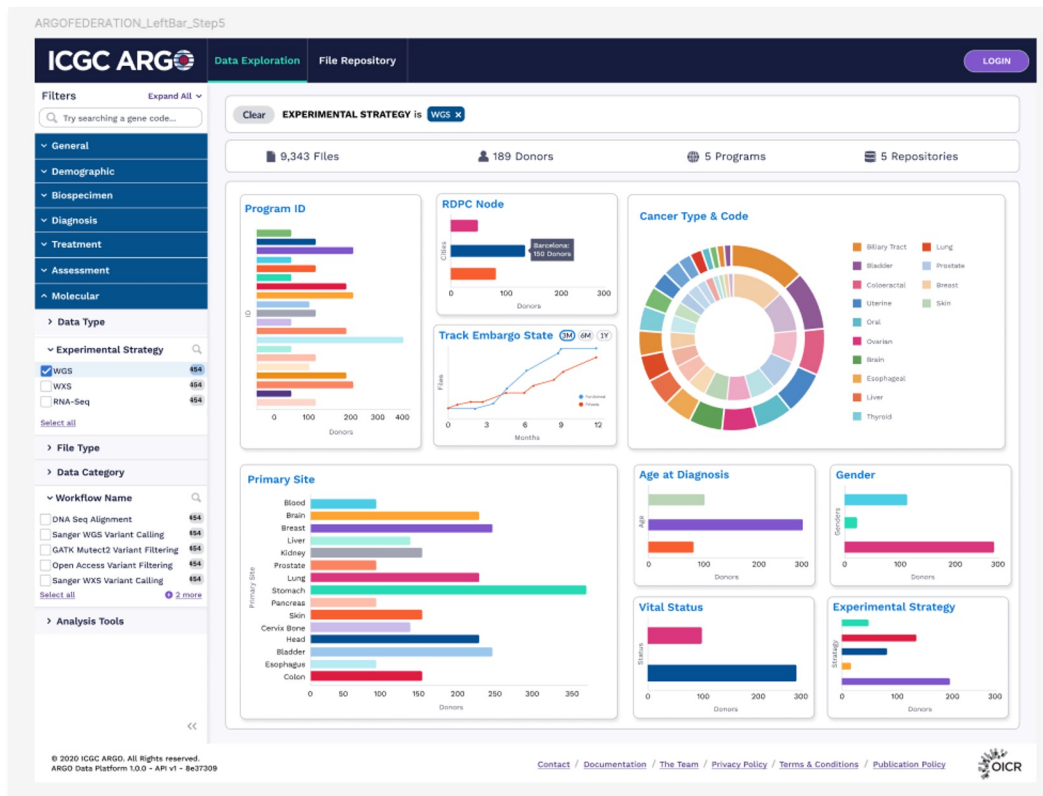 ARGOFEDERATION_LeftBar_Step5
ICGC ARGO
Data Exploration
File Repository
LOGIN
Filters
Expand All
Try searching a gene code...
General
Demographic
Biospecimen
Diagnosis
Treatment
Assessment
Molecular
Data Type
Experimental Strategy
WGS 454
WXS 454
RNA-Seq 454
Select all
File Type
Data Category
Workflow Name
DNA Seq Alignment 454
Sanger WGS Variant Calling 454
GATK Mutect2 Variant Filtering 454
Open Access Variant Filtering 454
Sanger WXS Variant Calling 454
Select all 2 more
Analysis Tools
Clear EXPERIMENTAL STRATEGY is WGS ×
9,343 Files 189 Donors 5 Programs 5 Repositories
Program ID
ID
0 100 200 300 400
Donors
RDPC Node
Cities
Barcelona:
150 Donors
0 100 200 300
Donors
Track Embargo State 3M 6M 1Y
Files
0 3 6 9 12
Months
Cancer Type & Code
Biliary Tract Lung
Bladder Prostate
Coloeractal Breast
Uterine Skin
Oral
Ovarian
Brain
Esophageal
Liver
Thyroid
Primary Site
Primary Site
Blood
Brain
Breast
Liver
Kidney
Prostate
Lung
Stomach
Pancreas
Skin
Cervix Bone
Head
Bladder
Esophagus
Colon
0 50 100 150 200 250 300 350
Donors
Age at Diagnosis
Age
0 100 200 300
Donors
Gender
Genders
0 100 200 300
Donors
Vital Status
Status
0 100 200 300
Donors
Experimental Strategy
Strategy
0 100 200 300
Donors
© 2020 ICGC ARGO. All Rights reserved.
ARGO Data Platform 1.0.0 - API v1 - 8e37309
Contact / Documentation / The Team / Privacy Policy / Terms & Conditions / Publication Policy
OICR